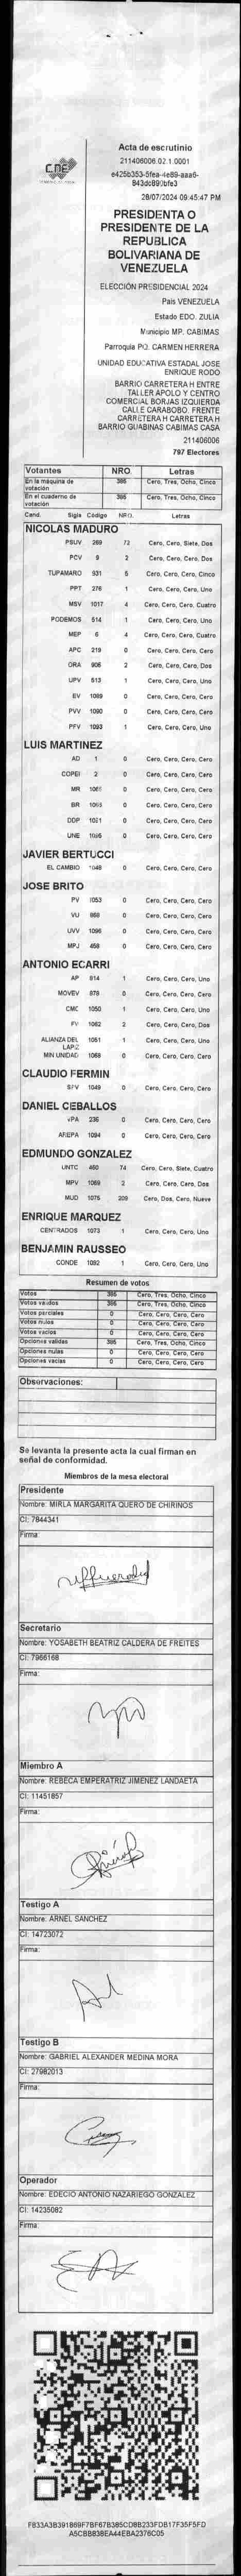 CNE
Acta de escrutinio
211406006.02.1.0001
28/07/2024 09:45:47 PM
PRESIDENTA O
PRESIDENTE DE LA
REPUBLICA
BOLIVARIANA DE
VENEZUELA
ELECCIÓN PRESIDENCIAL 2024
País VENEZUELA
Estado EDO. ZULIA
Municipio MP. CABIMAS
Parroquia PQ. CARMEN HERRERA
UNIDAD EDUCATIVA ESTADAL JOSE
ENRIQUE RODO
BARRIO CARRETERA H ENTRE
TALLER APOLO Y CENTRO
COMERCIAL BORJAS IZQUIERDA
CALLE CARABOBO. FRENTE
CARRETERA H CARRETERA H
BARRIO GUABINAS CABIMAS CASA
211406006
797 Electores
Votantes NRO. Letras
En la máquina de votación 385 Cero, Tres, Ocho, Cinco
En el cuaderno de votación 385 Cero, Tres, Ocho, Cinco
Cand. Sigla Código NRO. Letras
NICOLAS MADURO
PSUV 269 72 Cero, Cero, Siete, Dos
PCV 9 2 Cero, Cero, Cero, Dos
TUPAMARO 931 5 Cero, Cero, Cero, Cinco
PPT 276 1 Cero, Cero, Cero, Uno
MSV 1017 4 Cero, Cero, Cero, Cuatro
PODEMOS 514 1 Cero, Cero, Cero, Uno
MEP 6 4 Cero, Cero, Cero, Cuatro
APC 219 0 Cero, Cero, Cero, Cero
ORA 906 2 Cero, Cero, Cero, Dos
UPV 513 1 Cero, Cero, Cero, Uno
EV 1089 0 Cero, Cero, Cero, Cero
PVV 1090 0 Cero, Cero, Cero, Cero
PFV 1093 1 Cero, Cero, Cero, Uno
LUIS MARTINEZ
AD 1 0 Cero, Cero, Cero, Cero
COPEI 2 0 Cero, Cero, Cero, Cero
MR 0 Cero, Cero, Cero, Cero
BR 0 Cero, Cero, Cero, Cero
DDP 0 Cero, Cero, Cero, Cero
UNE 0 Cero, Cero, Cero, Cero
JAVIER BERTUCCI
EL CAMBIO 1048 0 Cero, Cero, Cero, Cero
JOSE BRITO
PV 1053 0 Cero, Cero, Cero, Cero
VU 868 0 Cero, Cero, Cero, Cero
UVV 1096 0 Cero, Cero, Cero, Cero
MPJ 458 0 Cero, Cero, Cero, Cero
ANTONIO ECARRI
AP 814 1 Cero, Cero, Cero, Uno
MOVEV 878 0 Cero, Cero, Cero, Cero
CMC 1050 1 Cero, Cero, Cero, Uno
FV 1062 2 Cero, Cero, Cero, Dos
ALIANZA DEL LAPIZ 1051 1 Cero, Cero, Cero, Uno
MIN UNIDAD 1068 0 Cero, Cero, Cero, Cero
CLAUDIO FERMIN
SPV 1049 0 Cero, Cero, Cero, Cero
DANIEL CEBALLOS
VPA 236 0 Cero, Cero, Cero, Cero
AREPA 1094 0 Cero, Cero, Cero, Cero
EDMUNDO GONZALEZ
UNTC 460 74 Cero, Cero, Siete, Cuatro
MPV 1069 2 Cero, Cero, Cero, Dos
MUD 1075 209 Cero, Dos, Cero, Nueve
ENRIQUE MARQUEZ
CENTRADOS 1073 1 Cero, Cero, Cero, Uno
BENJAMIN RAUSSEO
CONDE 1092 1 Cero, Cero, Cero, Uno
Resumen de votos
Votos 385 Cero, Tres, Ocho, Cinco
Votos válidos 385 Cero, Tres, Ocho, Cinco
Votos parciales 0 Cero, Cero, Cero, Cero
Votos nulos 0 Cero, Cero, Cero, Cero
Votos vacíos 0 Cero, Cero, Cero, Cero
Opciones válidas 385 Cero, Tres, Ocho, Cinco
Opciones nulas 0 Cero, Cero, Cero, Cero
Opciones vacías 0 Cero, Cero, Cero, Cero
Observaciones:
Se levanta la presente acta la cual firman en
señal de conformidad.
Miembros de la mesa electoral
Presidente
Nombre: MIRLA MARGARITA QUERO DE CHIRINOS
CI: 7844341
Firma:
Secretario
Nombre: YOSABETH BEATRIZ CALDERA DE FREITES
CI: 7966168
Firma:
Miembro A
Nombre: REBECA EMPERATRIZ JIMENEZ LANDAETA
CI: 11451857
Firma:
Testigo A
Nombre: ARNEL SANCHEZ
CI: 14723072
Firma:
Testigo B
Nombre: GABRIEL ALEXANDER MEDINA MORA
CI: 27982013
Firma:
Operador
Nombre: EDECIO ANTONIO NAZARIEGO GONZALEZ
CI: 14235082
Firma: